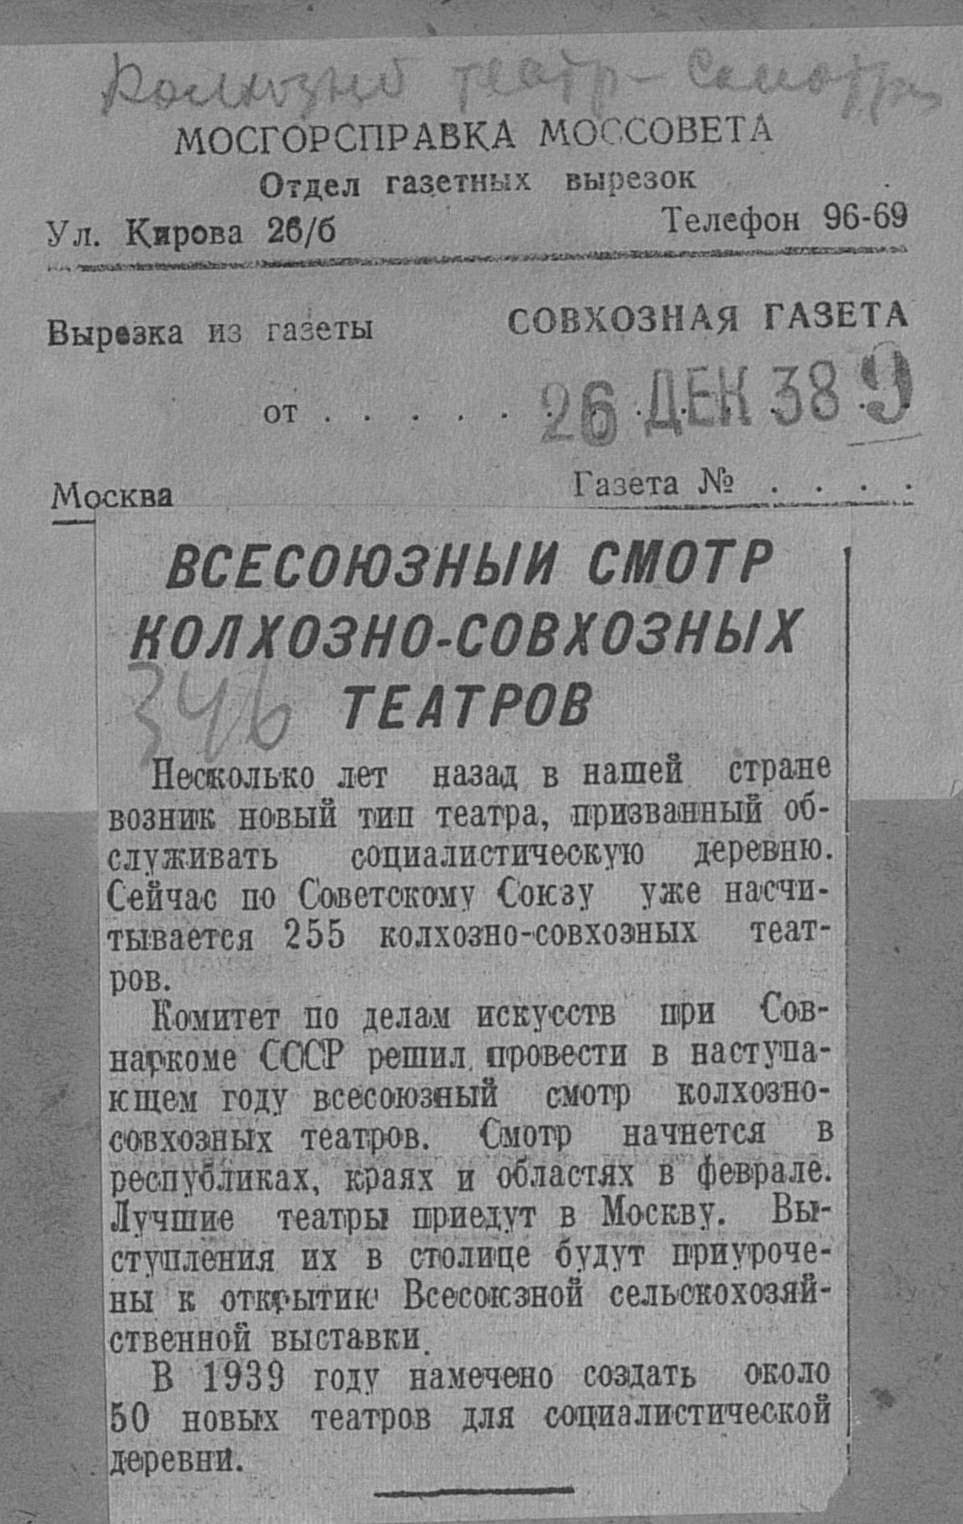 Колхозный театр - смотры
МОСГОРСПРАВКА МОССОВЕТА
Отдел газетных вырезок
Ул. Кирова 26/б Телефон 96-69
Вырезка из газеты СОВХОЗНАЯ ГАЗЕТА
от . . . . . 26 ДЕК 38 9
Москва Газета № . . . .
ВСЕСОЮЗНЫЙ СМОТР
КОЛХОЗНО-СОВХОЗНЫХ
346 ТЕАТРОВ
Несколько лет назад в нашей стране
возник новый тип театра, призванный об-
служивать социалистическую деревню.
Сейчас по Советскому Союзу уже насчи-
тывается 255 колхозно-совхозных теат-
ров.
Комитет по делам искусств при Сов-
наркоме СССР решил провести в наступа-
ющем году всесоюзный смотр колхозно-
совхозных театров. Смотр начнется в
республиках, краях и областях в феврале.
Лучшие театры приедут в Москву. Вы-
ступления их в столице будут приуроче-
ны к открытию Всесоюзной сельскохозяй-
ственной выставки.
В 1939 году намечено создать около
50 новых театров для социалистической
деревни.